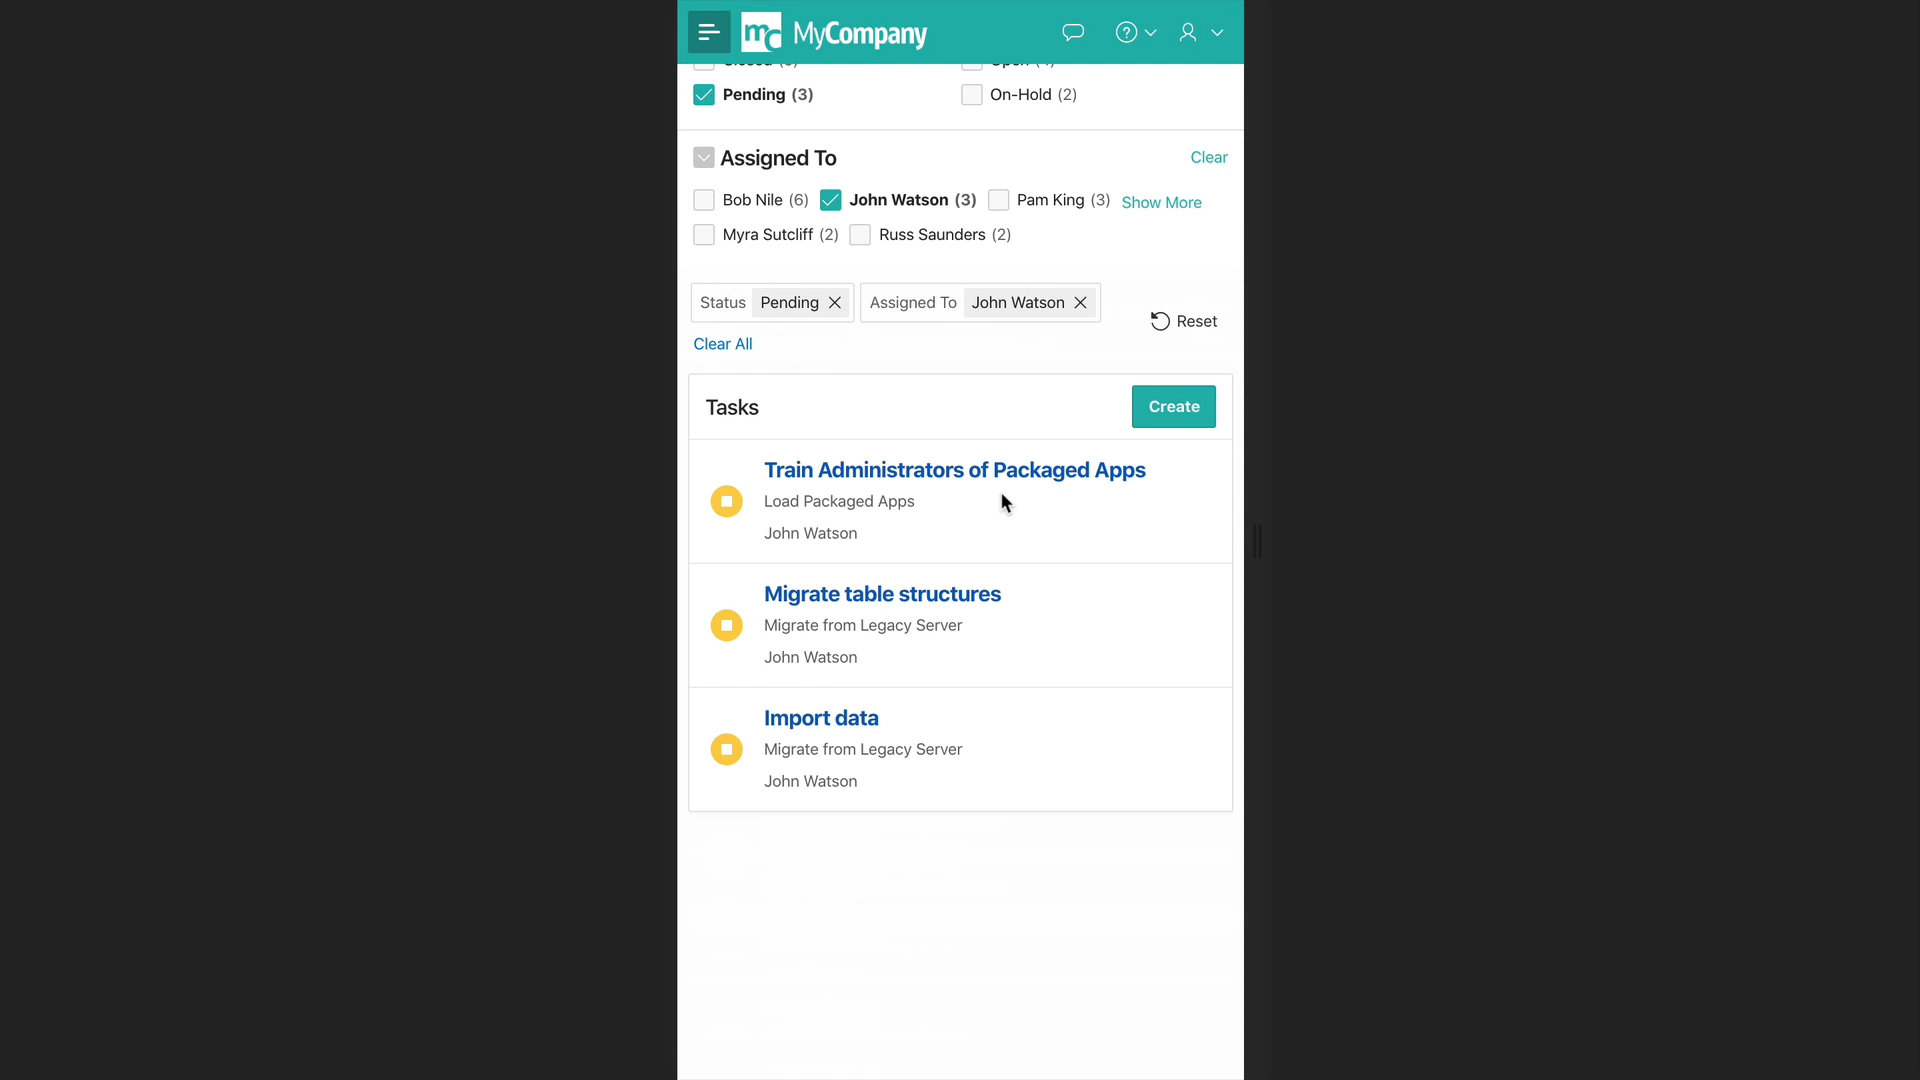 mc MyCompany
Pending (3) On-Hold (2)
Assigned To Clear
Bob Nile (6) John Watson (3) Pam King (3) Show More
Myra Sutcliff (2) Russ Saunders (2)
Status Pending Assigned To John Watson
Reset
Clear All
Tasks Create
Train Administrators of Packaged Apps
Load Packaged Apps
John Watson
Migrate table structures
Migrate from Legacy Server
John Watson
Import data
Migrate from Legacy Server
John Watson